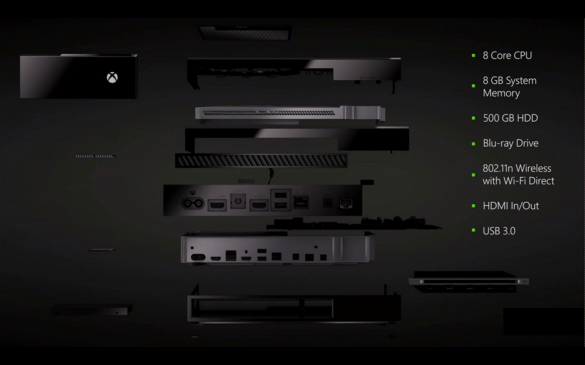 8 Core CPU
8 GB System
Memory
500 GB HDD
Blu-ray Drive
802.11n Wireless
with Wi-Fi Direct
HDMI In/Out
USB 3.0